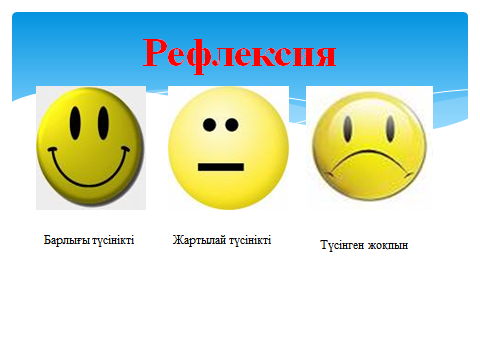 Рефлексия
Барлығы түсінікті
Жартылай түсінікті
Түсінген жоқпын